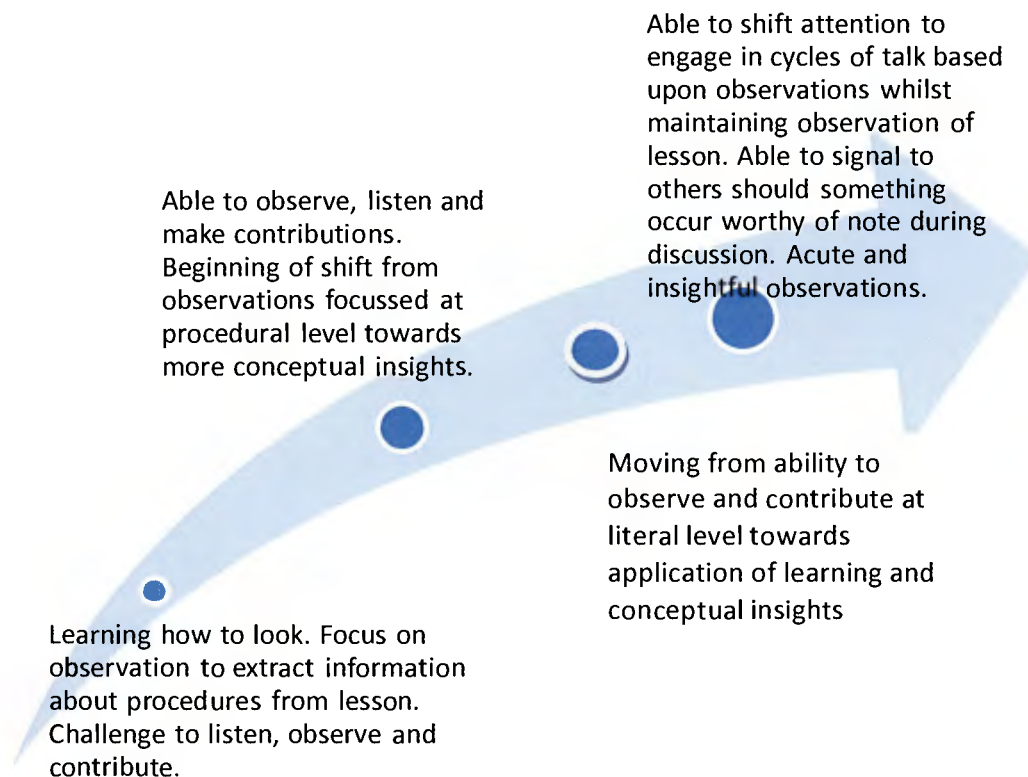 Able to shift attention to
engage in cycles of talk based
upon observations whilst
maintaining observation of
lesson. Able to signal to
others should something
occur worthy of note during
discussion. Acute and
insightful observations.
Able to observe, listen and
make contributions.
Beginning of shift from
observations focussed at
procedural level towards
more conceptual insights.
Moving from ability to
observe and contribute at
literal level towards
application of learning and
conceptual insights
Learning how to look. Focus on
observation to extract information
about procedures from lesson.
Challenge to listen, observe and
contribute.